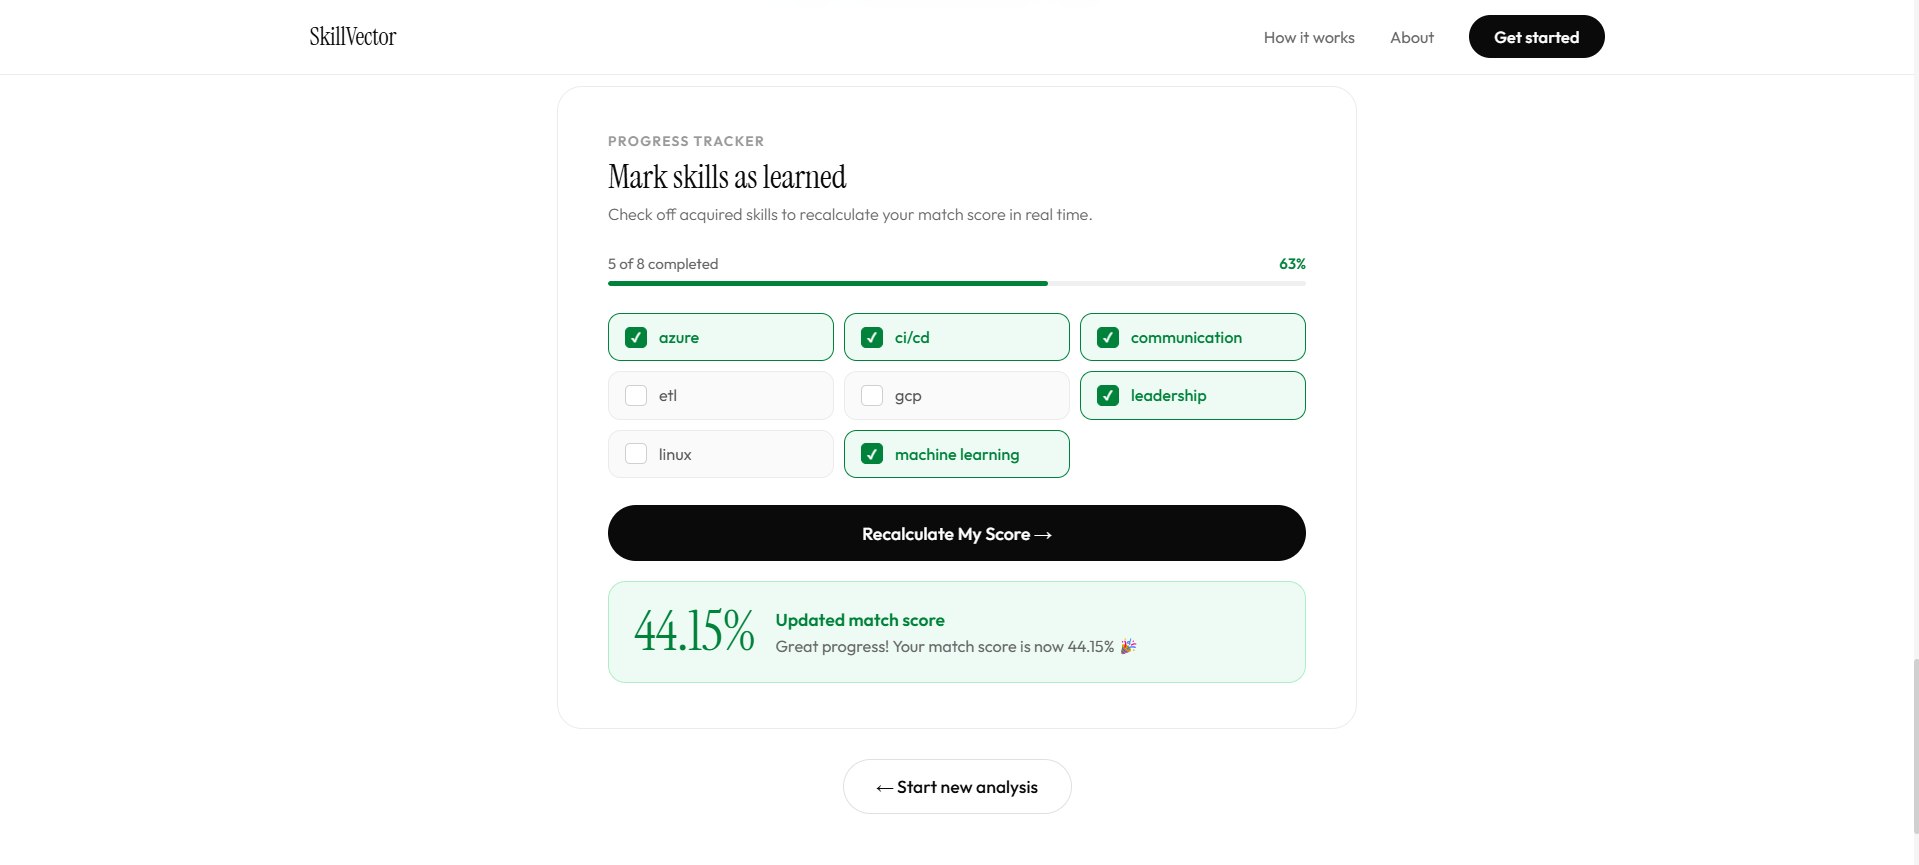 SkillVector
How it works
About
Get started
PROGRESS TRACKER
Mark skills as learned
Check off acquired skills to recalculate your match score in real time.
5 of 8 completed
63%
azure
ci/cd
communication
etl
gcp
leadership
linux
machine learning
Recalculate My Score →
44.15%
Updated match score
Great progress! Your match score is now 44.15% 🎉
← Start new analysis